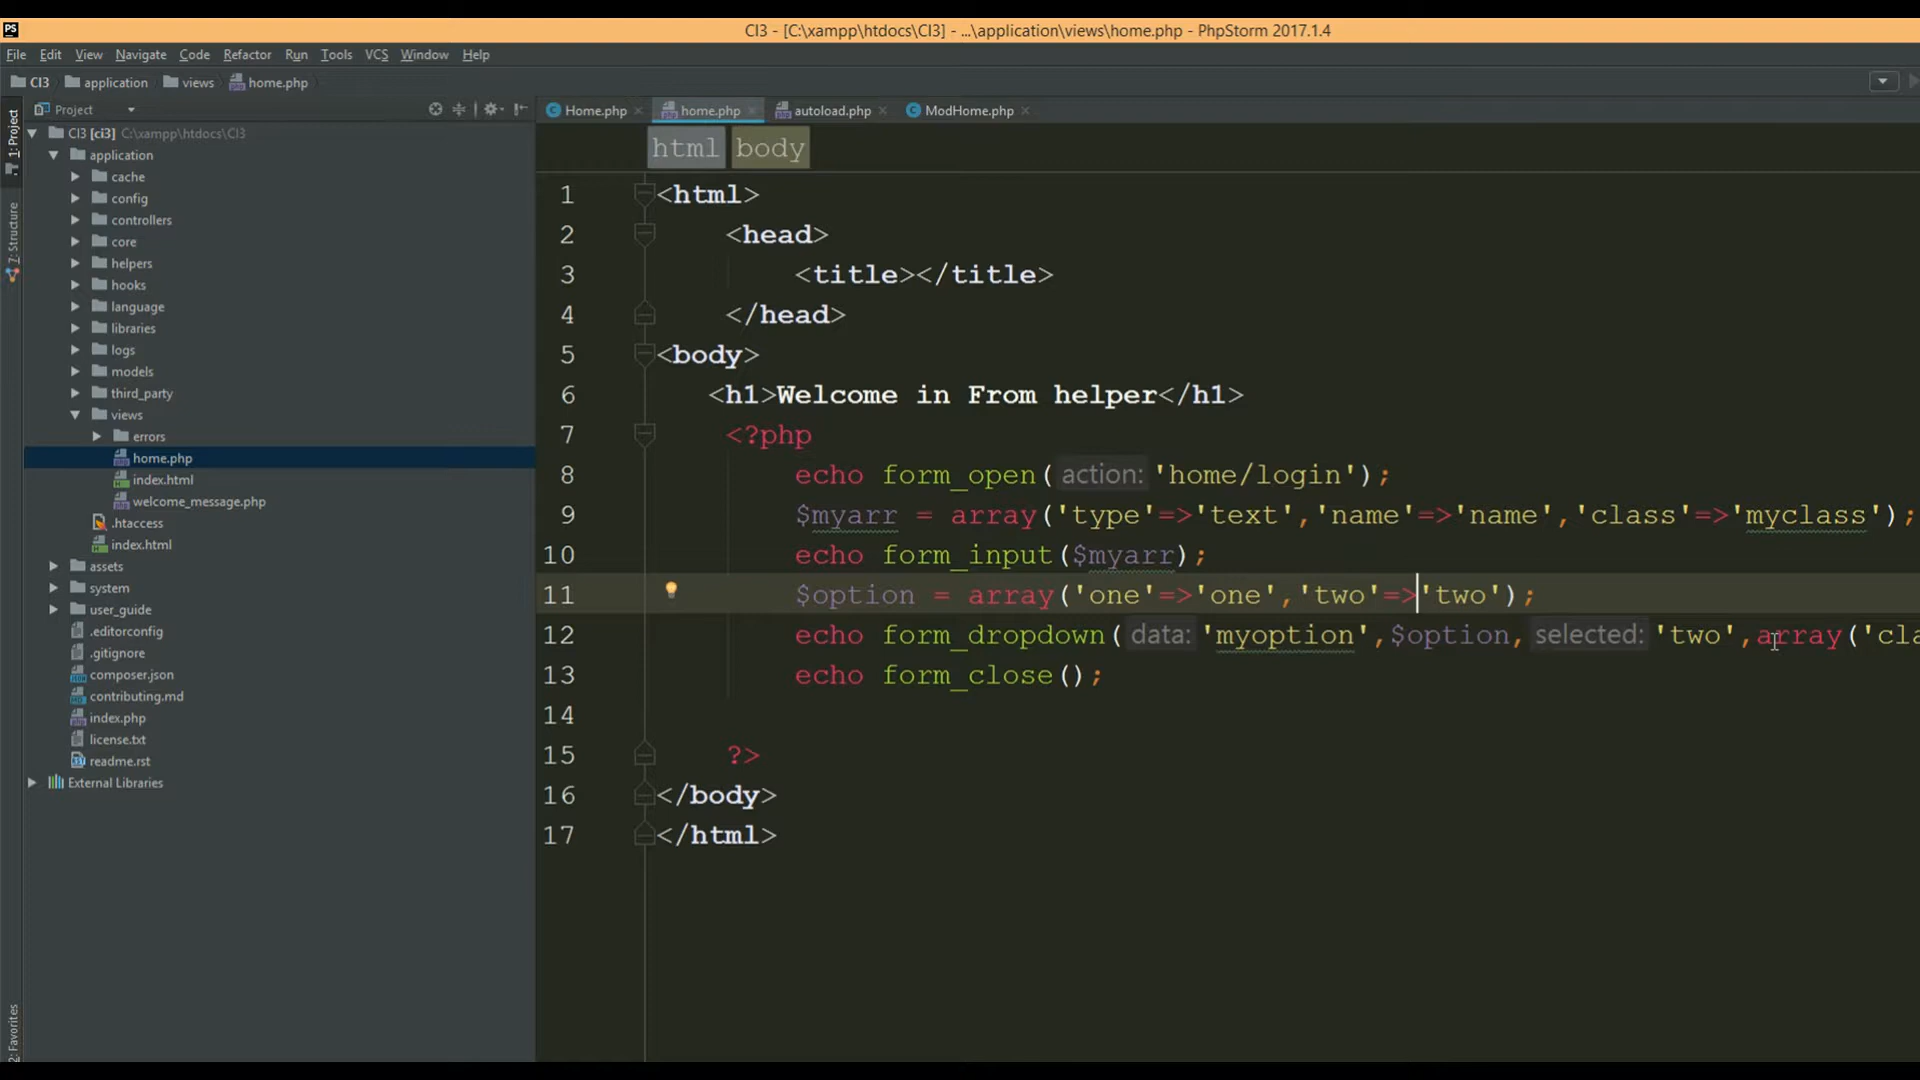 PS
CI3 - [C:\xampp\htdocs\CI3] - ...\application\views\home.php - PhpStorm 2017.1.4
File Edit View Navigate Code Refactor Run Tools VCS Window Help
CI3 application views home.php
Project
Home.php home.php autoload.php ModHome.php
1: Project
7: Structure
2: Favorites
CI3 [ci3] C:\xampp\htdocs\CI3
application
cache
config
controllers
core
helpers
hooks
language
libraries
logs
models
third_party
views
errors
home.php
index.html
welcome_message.php
.htaccess
index.html
assets
system
user_guide
.editorconfig
.gitignore
composer.json
contributing.md
index.php
license.txt
readme.rst
External Libraries
html body
1 <html>
2 <head>
3 <title></title>
4 </head>
5 <body>
6 <h1>Welcome in From helper</h1>
7 <?php
8 echo form_open( action: 'home/login');
9 $myarr = array('type'=>'text','name'=>'name','class'=>'myclass');
10 echo form_input($myarr);
11 $option = array('one'=>'one','two'=>'two');
12 echo form_dropdown( data: 'myoption',$option, selected: 'two',array('cla
13 echo form_close();
14
15 ?>
16 </body>
17 </html>